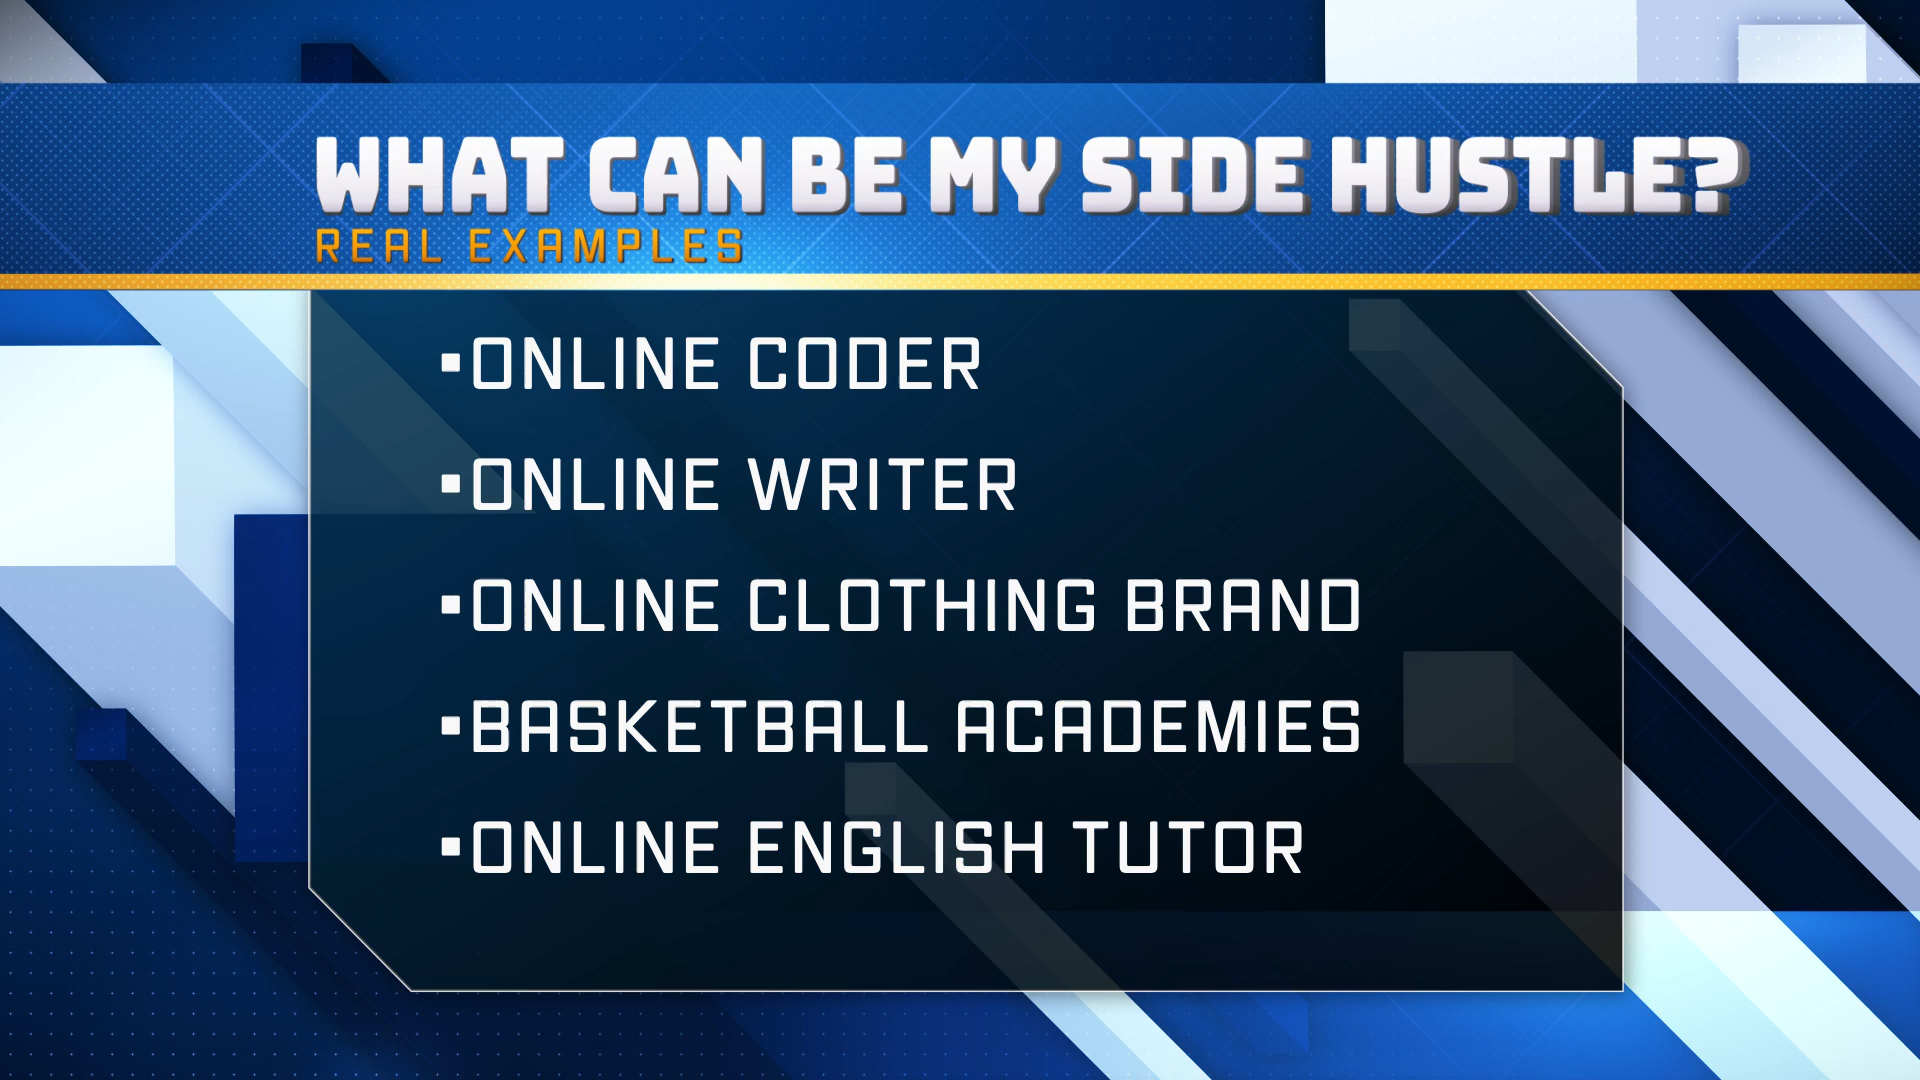 WHAT CAN BE MY SIDE HUSTLE?
REAL EXAMPLES
▪ONLINE CODER
▪ONLINE WRITER
▪ONLINE CLOTHING BRAND
▪BASKETBALL ACADEMIES
▪ONLINE ENGLISH TUTOR